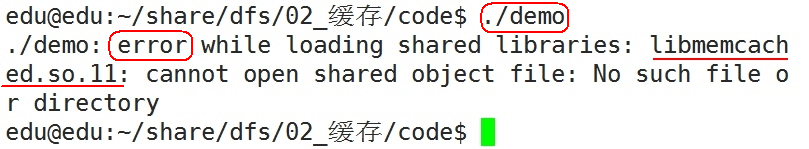 edu@edu:~/share/dfs/02_缓存/code$ ./demo
./demo: error while loading shared libraries: libmemcach
ed.so.11: cannot open shared object file: No such file o
r directory
edu@edu:~/share/dfs/02_缓存/code$